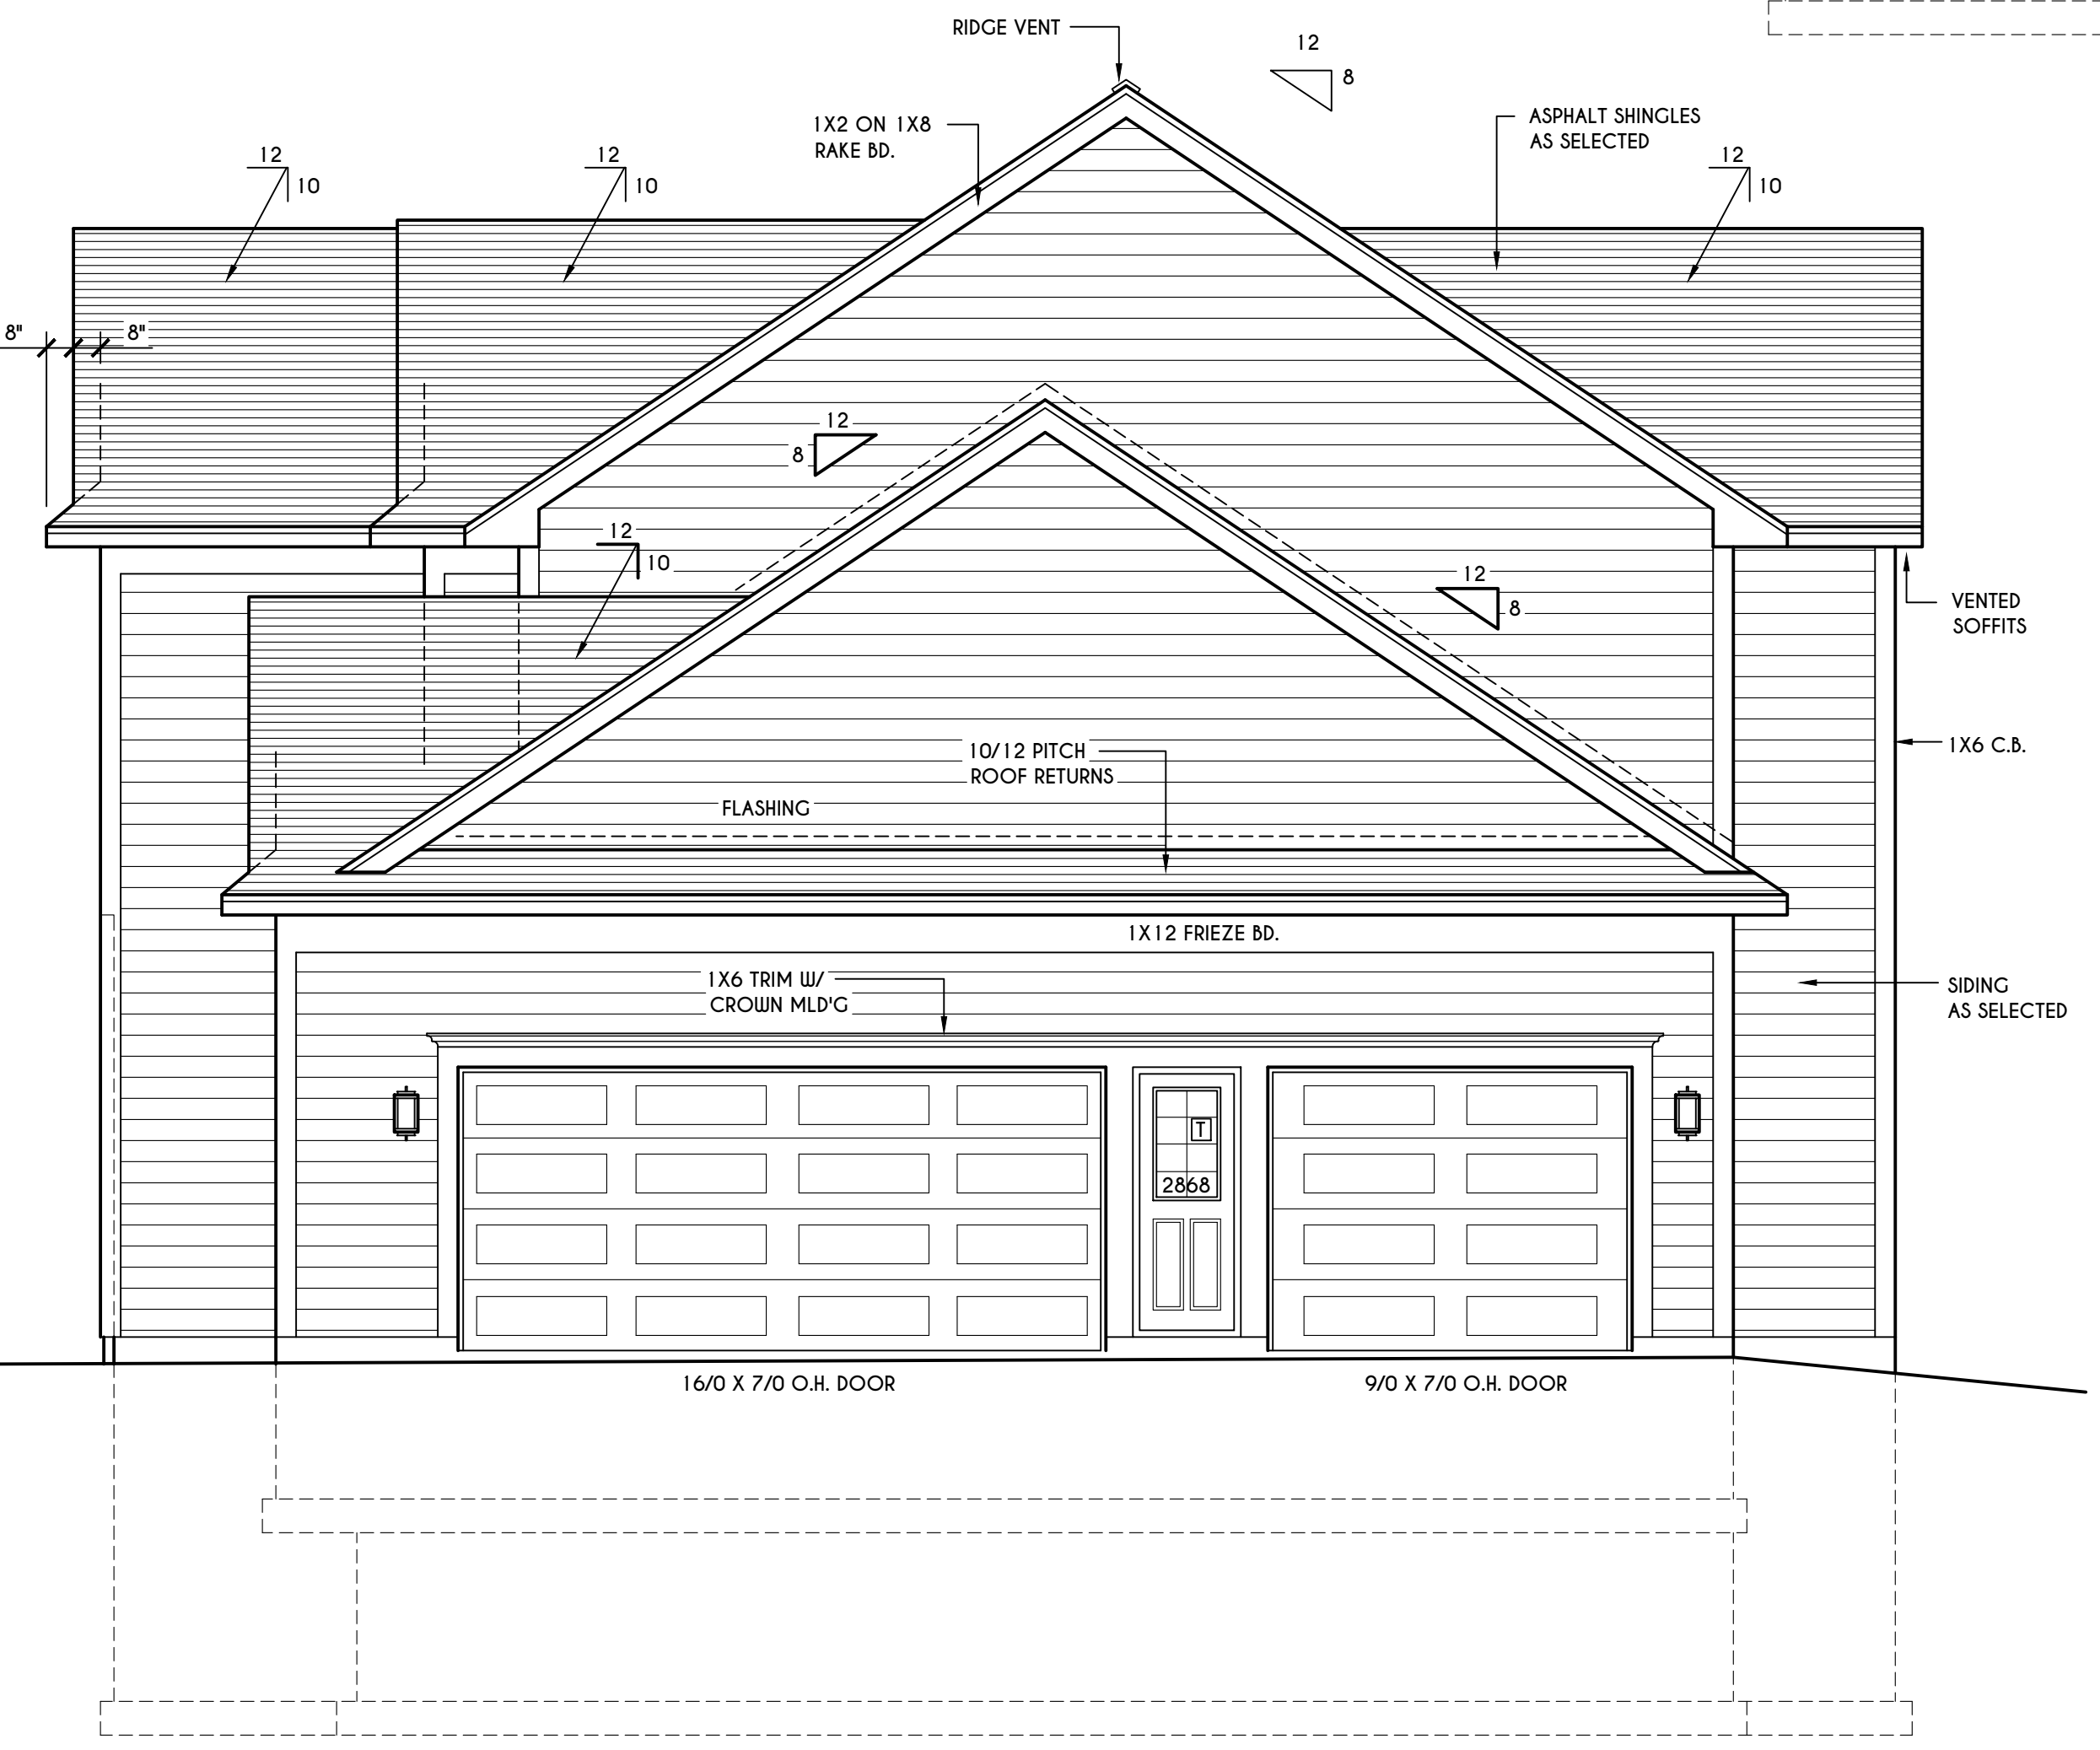 RIDGE VENT
12
8
1X2 ON 1X8
RAKE BD.
ASPHALT SHINGLES
AS SELECTED
12
10
12
10
12
10
8"
8"
12
8
12
10
12
8
VENTED
SOFFITS
10/12 PITCH
ROOF RETURNS
1X6 C.B.
FLASHING
1X12 FRIEZE BD.
1X6 TRIM W/
CROWN MLD'G
SIDING
AS SELECTED
T
2868
16/0 X 7/0 O.H. DOOR
9/0 X 7/0 O.H. DOOR